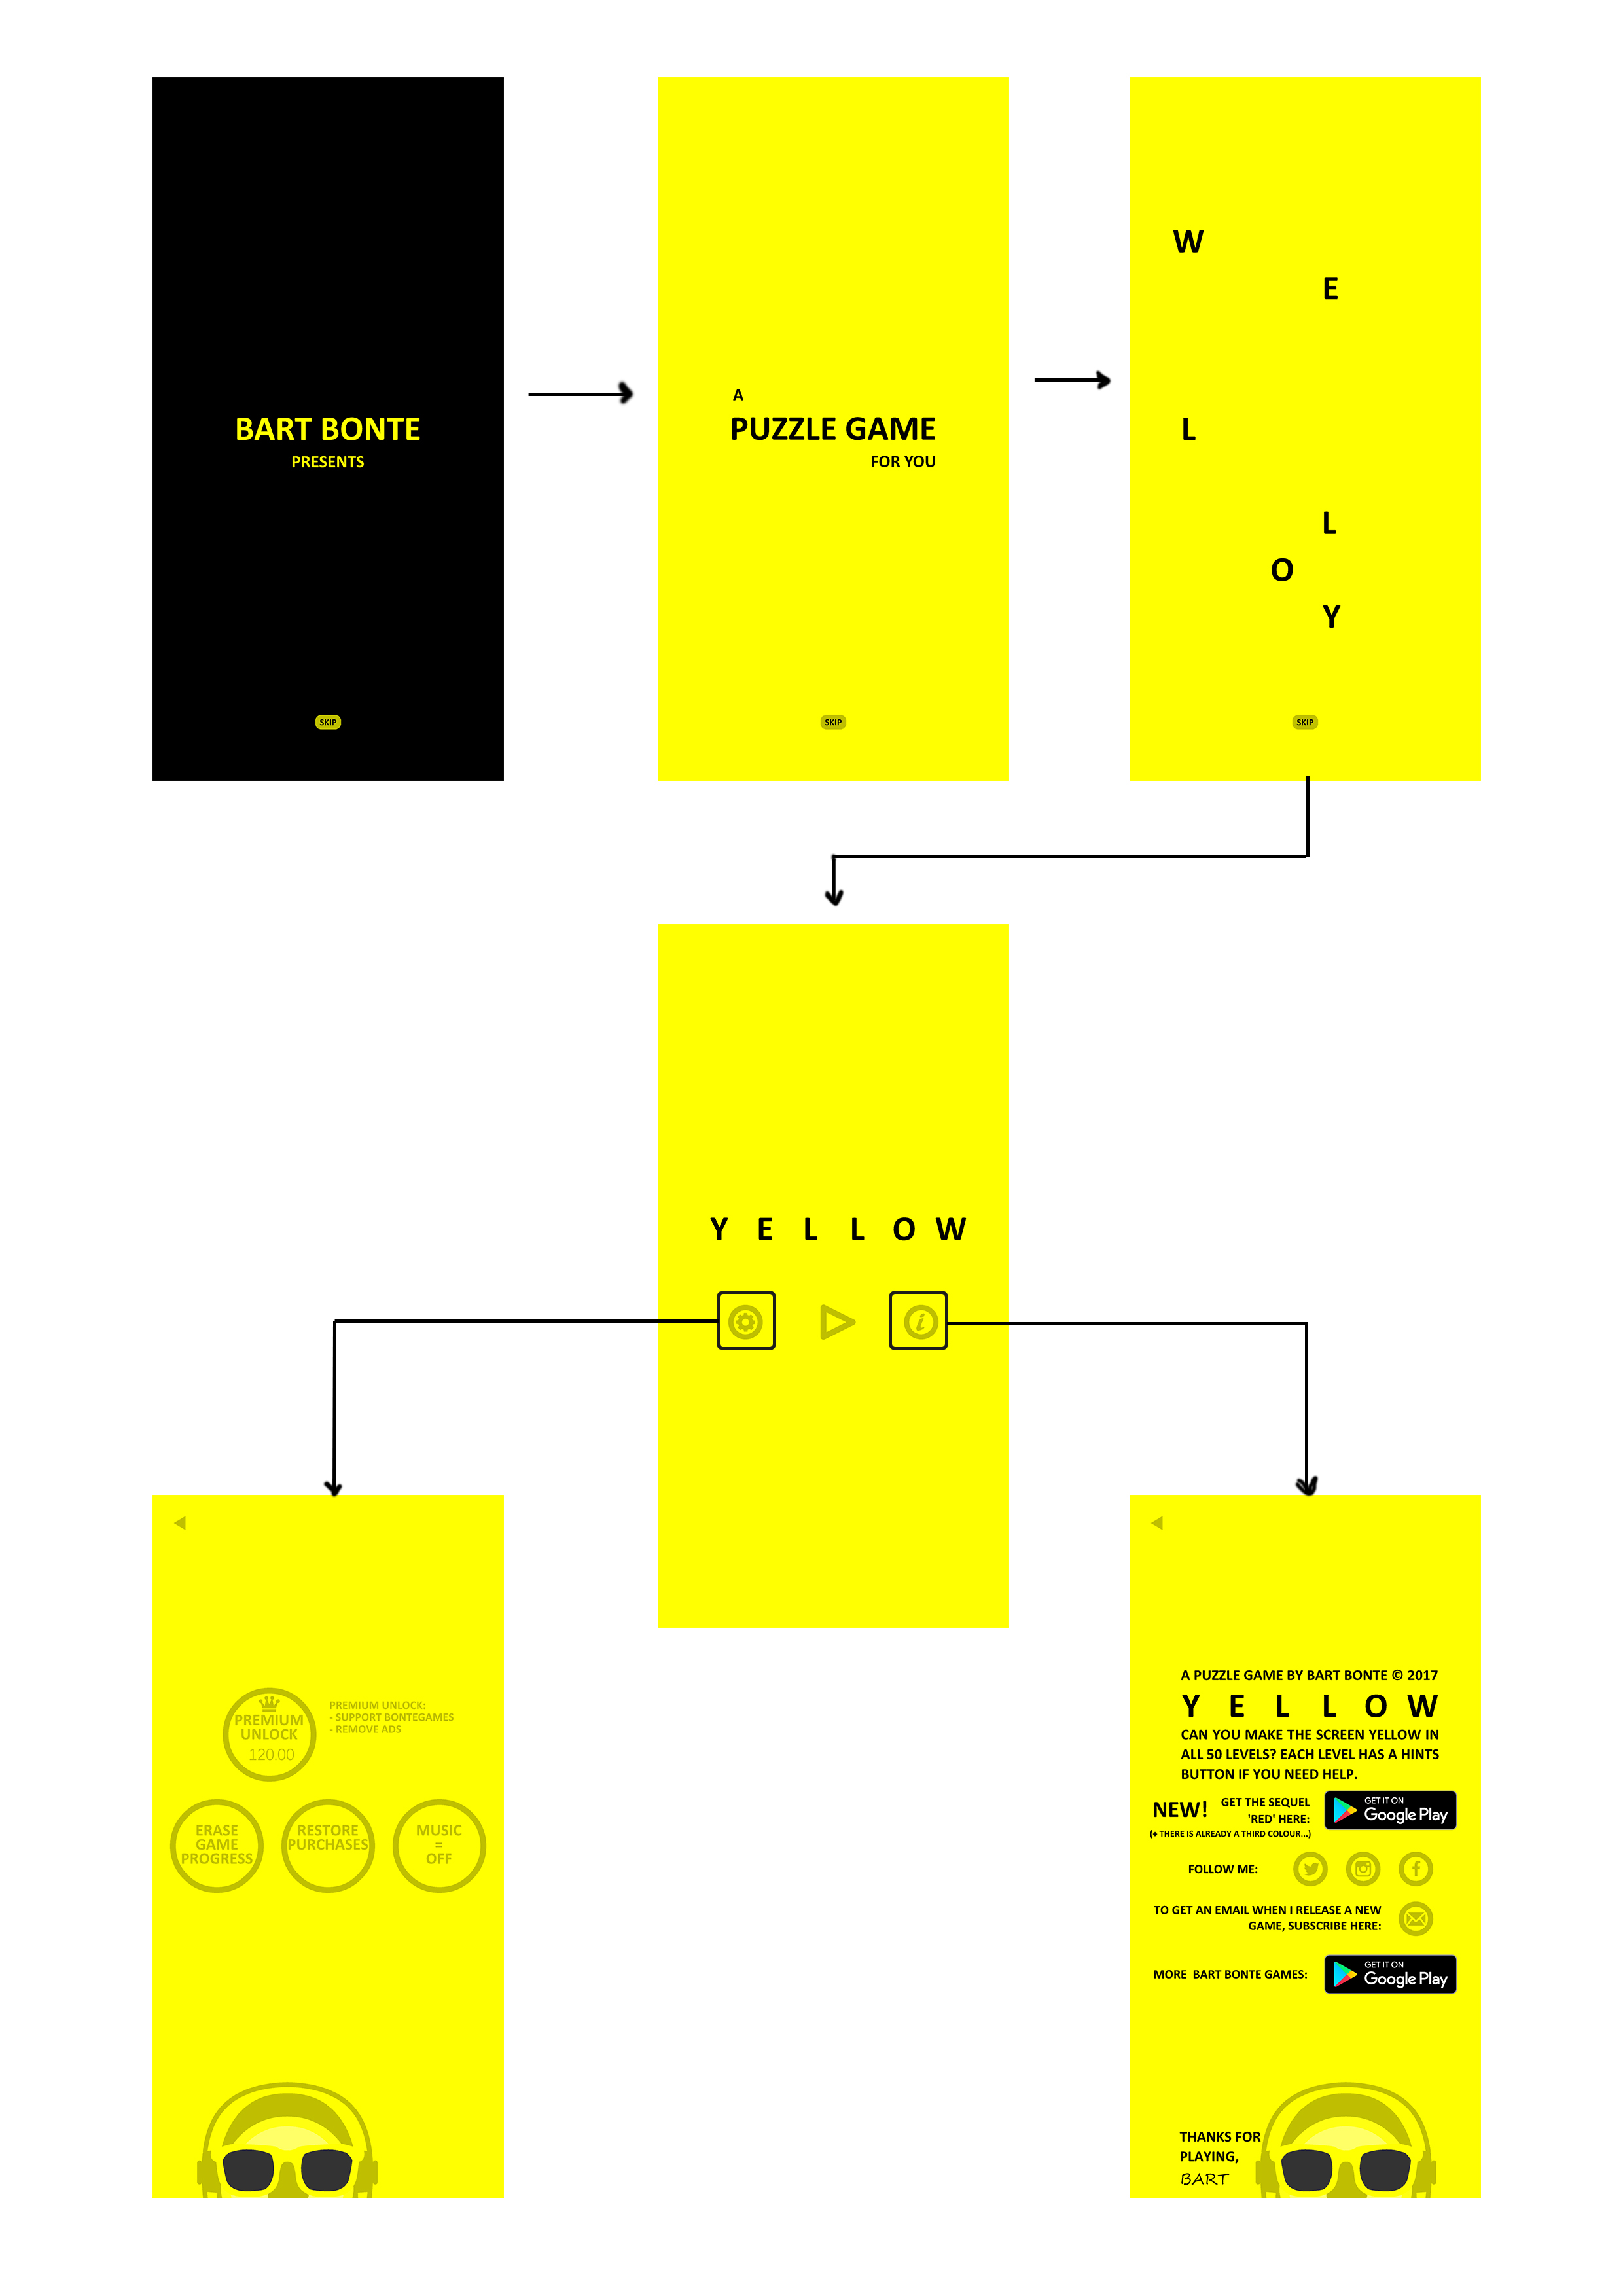 BART BONTE
PRESENTS
SKIP
A
PUZZLE GAME
FOR YOU
SKIP
W
E
L
L
O
Y
SKIP
Y E L L O W
i
PREMIUM
UNLOCK
120.00
PREMIUM UNLOCK:
- SUPPORT BONTEGAMES
- REMOVE ADS
ERASE
GAME
PROGRESS
RESTORE
PURCHASES
MUSIC
=
OFF
A PUZZLE GAME BY BART BONTE © 2017
Y E L L O W
CAN YOU MAKE THE SCREEN YELLOW IN
ALL 50 LEVELS? EACH LEVEL HAS A HINTS
BUTTON IF YOU NEED HELP.
NEW!
GET THE SEQUEL
'RED' HERE:
(+ THERE IS ALREADY A THIRD COLOUR...)
GET IT ON
Google Play
FOLLOW ME:
TO GET AN EMAIL WHEN I RELEASE A NEW
GAME, SUBSCRIBE HERE:
MORE BART BONTE GAMES:
GET IT ON
Google Play
THANKS FOR
PLAYING,
BART